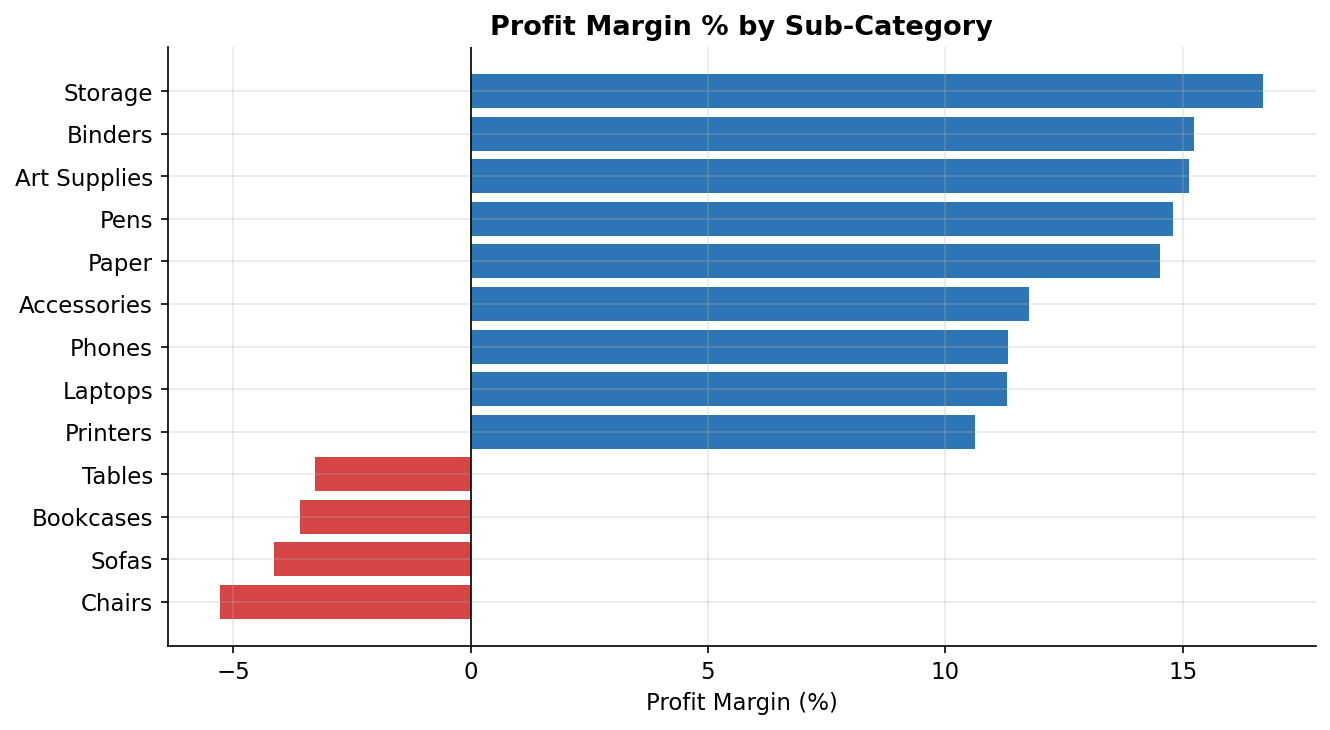 Profit Margin % by Sub-Category
Storage
Binders
Art Supplies
Pens
Paper
Accessories
Phones
Laptops
Printers
Tables
Bookcases
Sofas
Chairs
−5 0 5 10 15
Profit Margin (%)